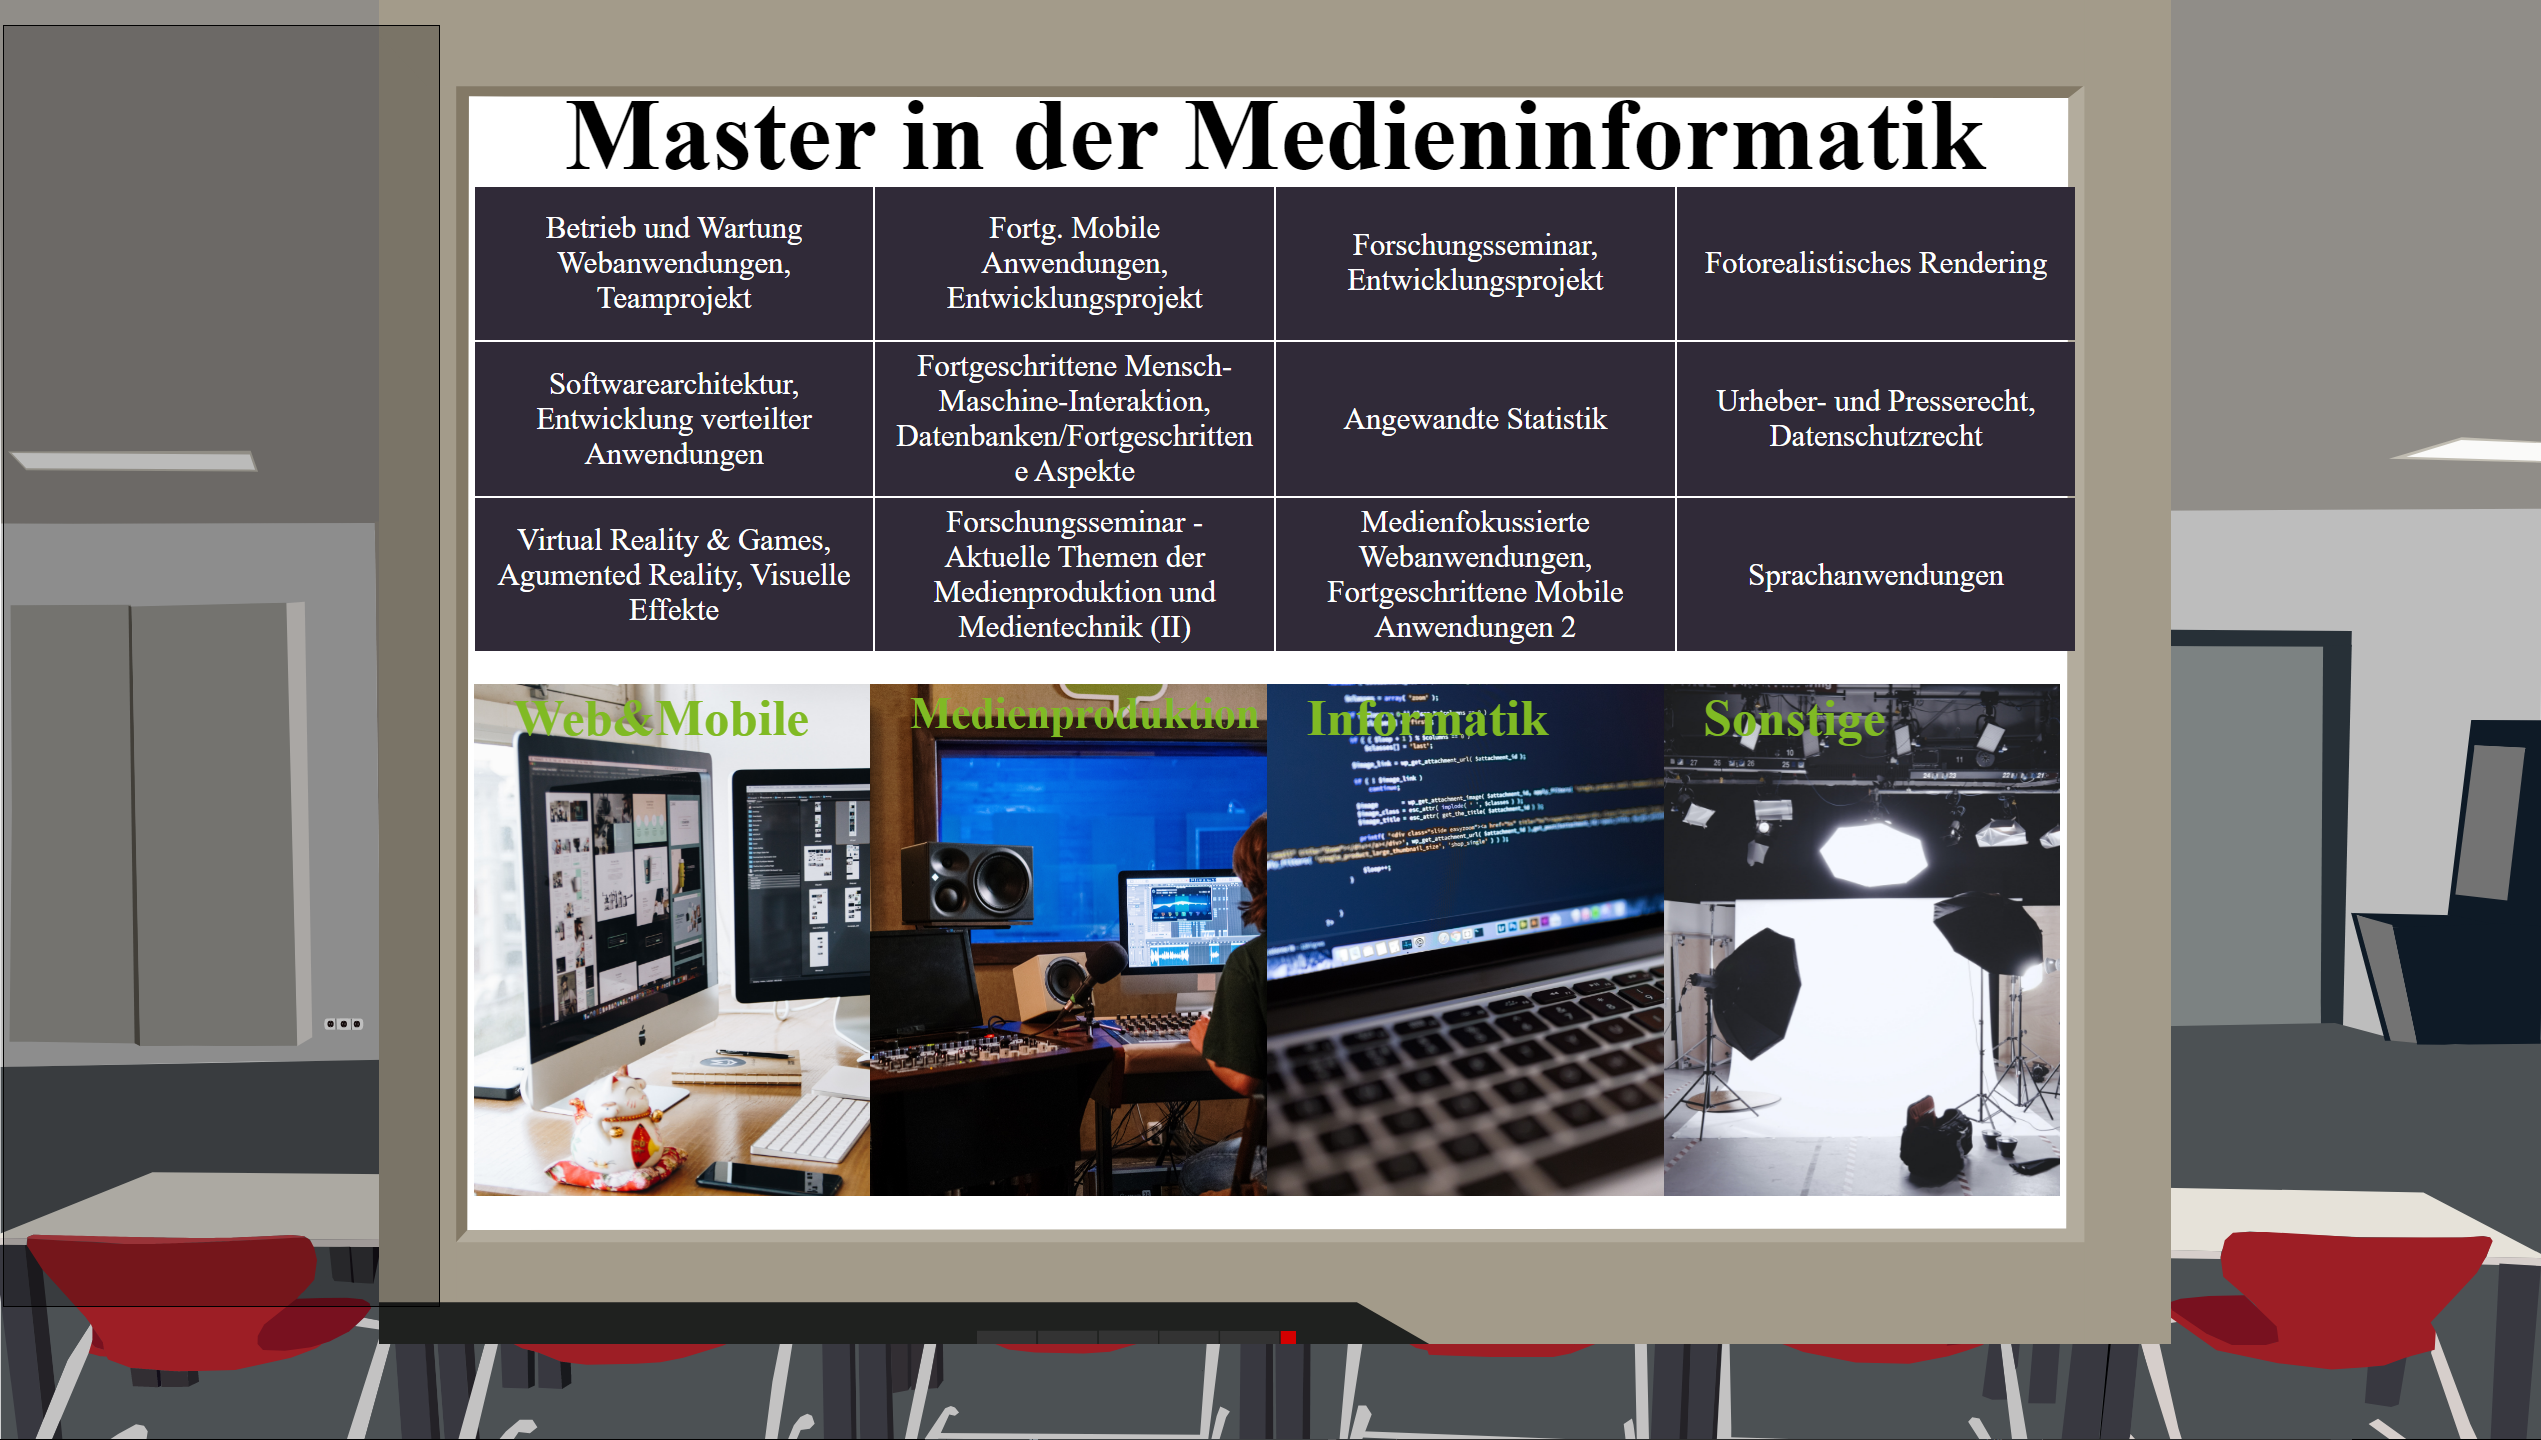 Master in der Medieninformatik
Betrieb und Wartung
Webanwendungen,
Teamprojekt
Fortg. Mobile
Anwendungen,
Entwicklungsprojekt
Forschungsseminar,
Entwicklungsprojekt
Fotorealistisches Rendering
Softwarearchitektur,
Entwicklung verteilter
Anwendungen
Fortgeschrittene Mensch-
Maschine-Interaktion,
Datenbanken/Fortgeschritten
e Aspekte
Angewandte Statistik
Urheber- und Presserecht,
Datenschutzrecht
Virtual Reality & Games,
Agumented Reality, Visuelle
Effekte
Forschungsseminar -
Aktuelle Themen der
Medienproduktion und
Medientechnik (II)
Medienfokussierte
Webanwendungen,
Fortgeschrittene Mobile
Anwendungen 2
Sprachanwendungen
Web&Mobile
Medienproduktion
Informatik
Sonstige